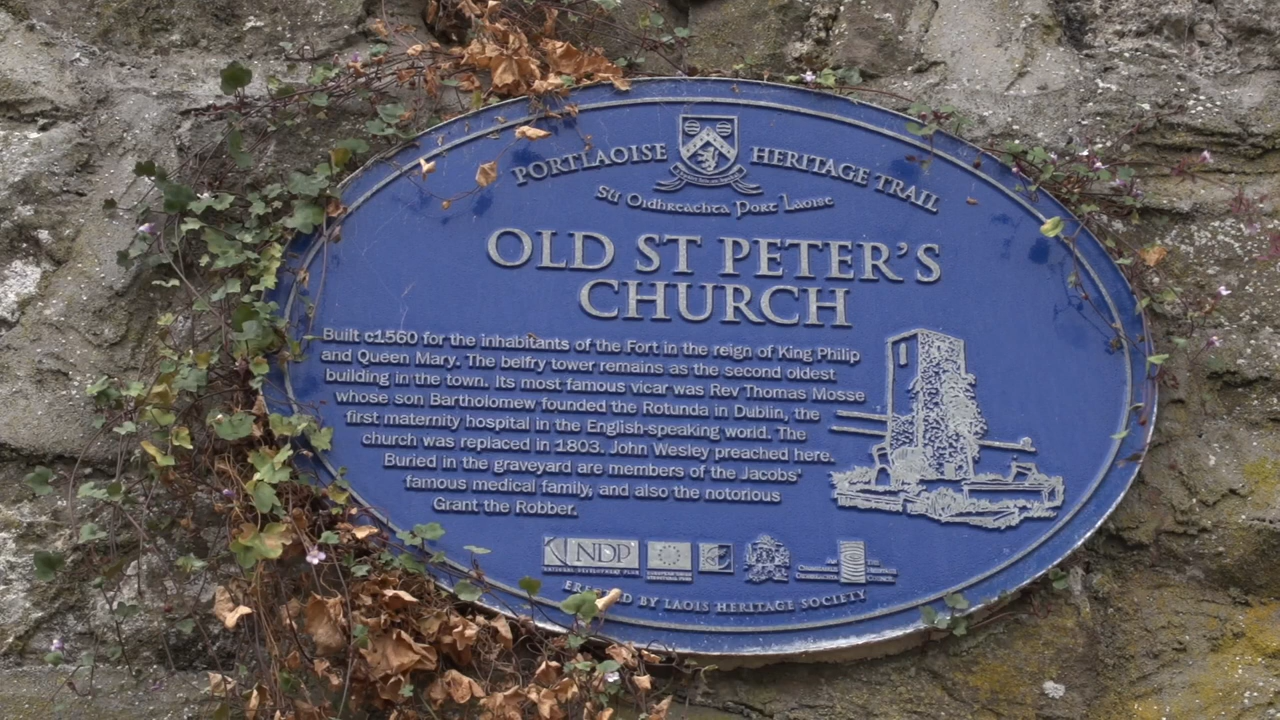 PORTLAOISE HERITAGE TRAIL
Slí Oidhreachta Port Laoise
OLD ST PETER'S
CHURCH
Built c1560 for the inhabitants of the Fort in the reign of King Philip
and Queen Mary. The belfry tower remains as the second oldest
building in the town. Its most famous vicar was Rev Thomas Mosse
whose son Bartholomew founded the Rotunda in Dublin, the
first maternity hospital in the English-speaking world. The
church was replaced in 1803. John Wesley preached here.
Buried in the graveyard are members of the Jacobs'
famous medical family, and also the notorious
Grant the Robber.
NDP
NATIONAL DEVELOPMENT PLAN
ERECTED BY LAOIS HERITAGE SOCIETY